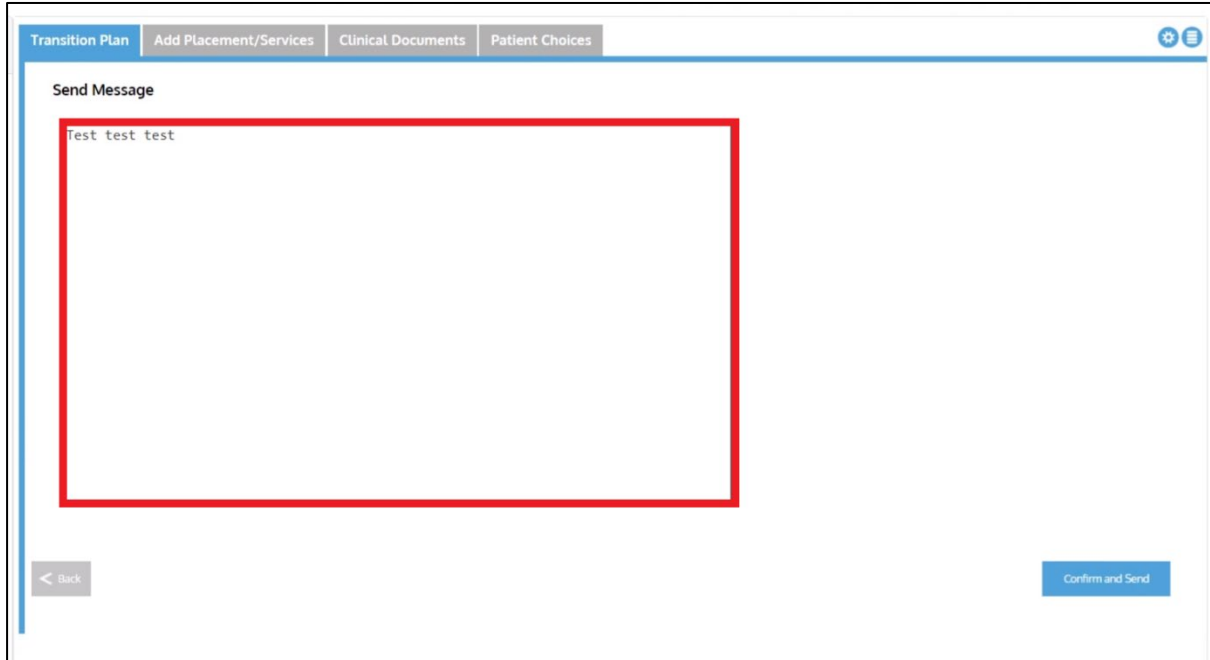 Transition Plan Add Placement/Services Clinical Documents Patient Choices
Send Message
Test test test
< Back Confirm and Send